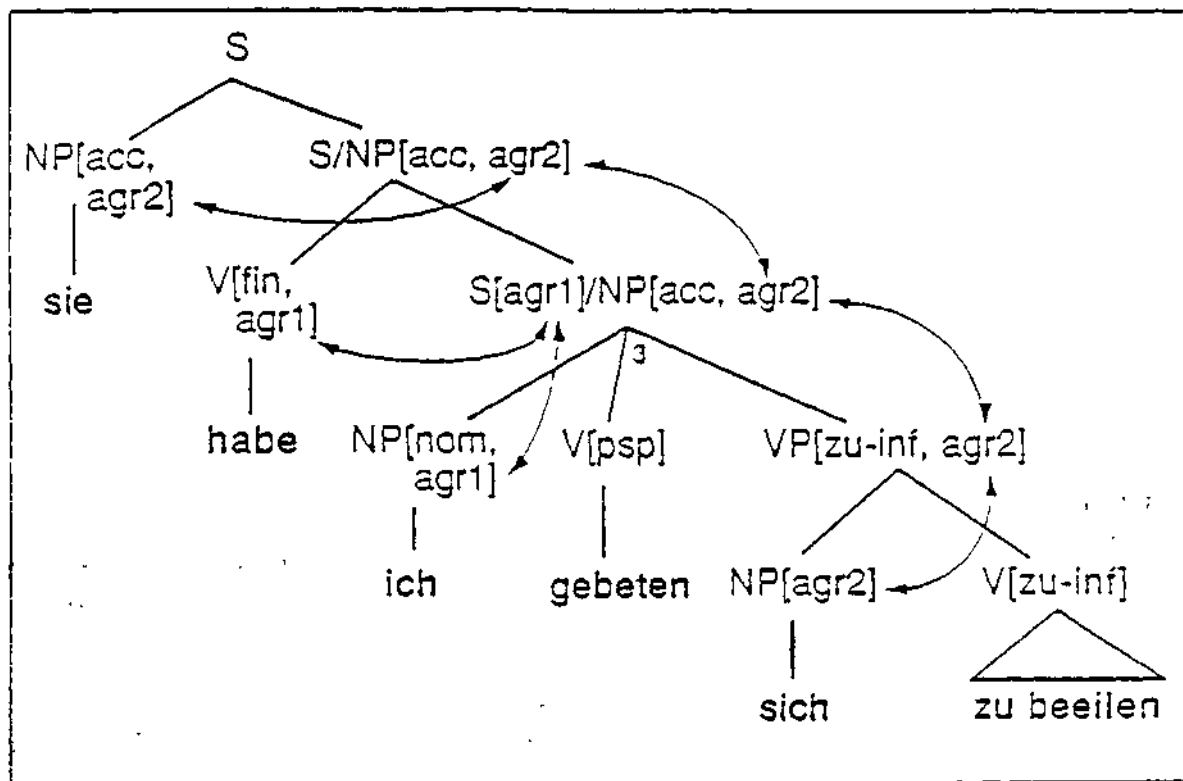 S
NP[acc, agr2]
S/NP[acc, agr2]
sie
V[fin, agr1]
S[agr1]/NP[acc, agr2]
habe
3
NP[nom, agr1]
V[psp]
VP[zu-inf, agr2]
ich
gebeten
NP[agr2]
V[zu-inf]
sich
zu beeilen